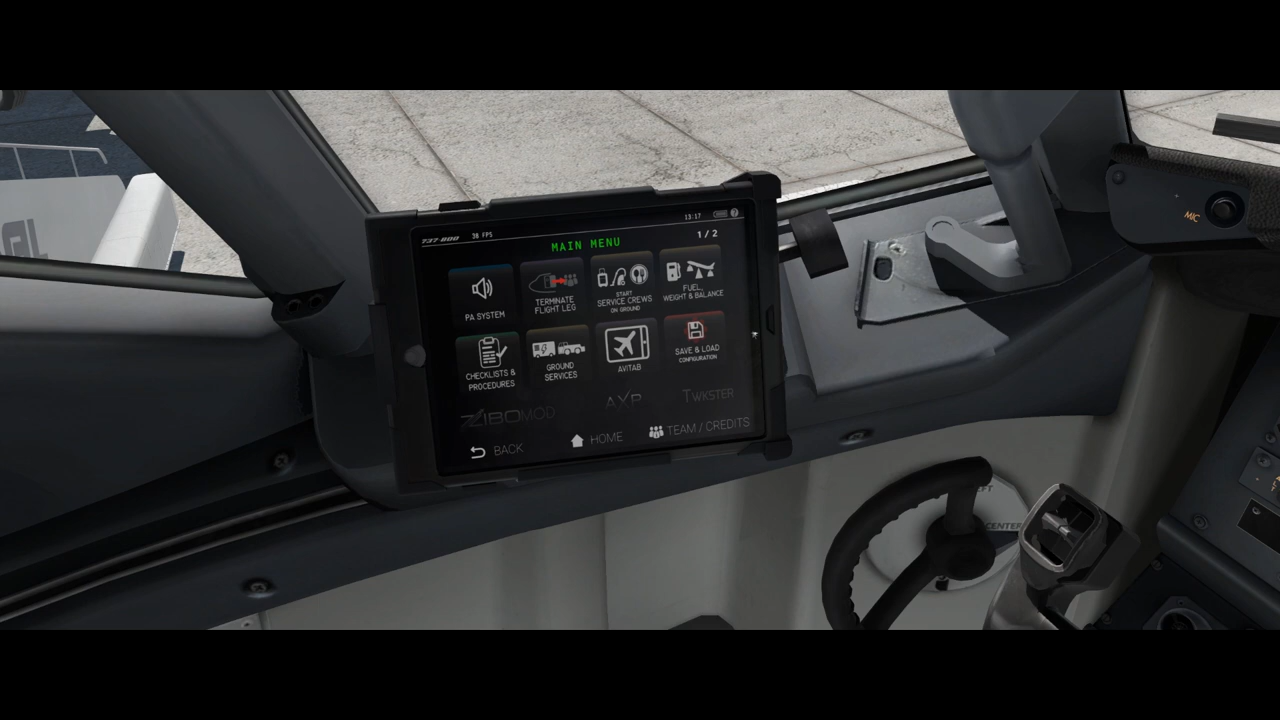 737-800 38 FPS 13:17
MAIN MENU 1 / 2
PA SYSTEM
TERMINATE
FLIGHT LEG
START
SERVICE CREWS
ON GROUND
FUEL,
WEIGHT & BALANCE
CHECKLISTS &
PROCEDURES
GROUND
SERVICES
AVITAB
SAVE & LOAD
CONFIGURATION
ZIBOMOD AXP TWKSTER
BACK HOME TEAM / CREDITS
MIC
CENTER